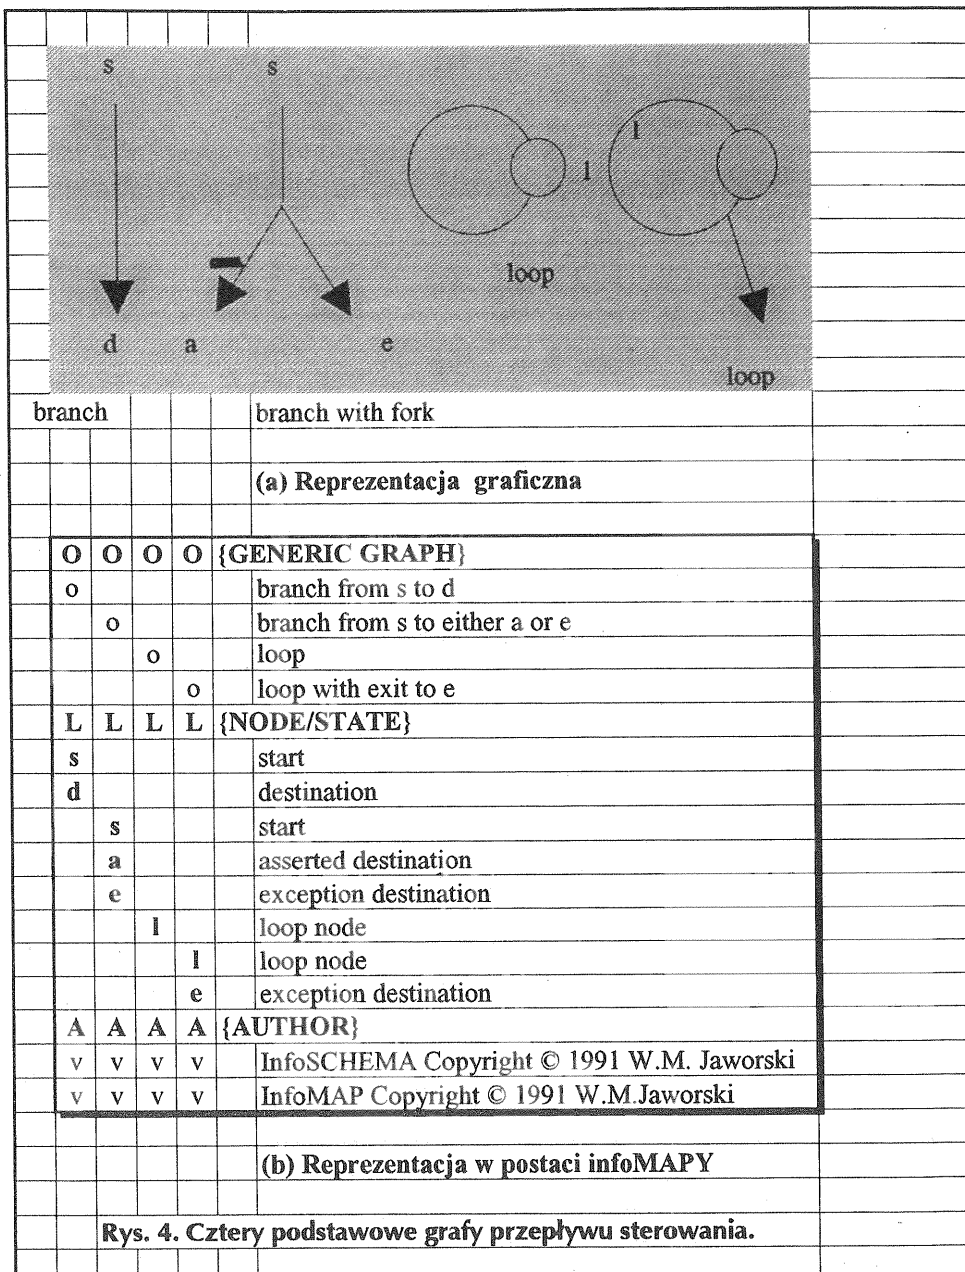 s s
l
l
loop
d a e
loop
branch branch with fork
(a) Reprezentacja graficzna
O O O O {GENERIC GRAPH}
o branch from s to d
o branch from s to either a or e
o loop
o loop with exit to e
L L L L {NODE/STATE}
s start
d destination
s start
a asserted destination
e exception destination
l loop node
l loop node
e exception destination
A A A A {AUTHOR}
v v v v InfoSCHEMA Copyright © 1991 W.M. Jaworski
v v v v InfoMAP Copyright © 1991 W.M.Jaworski
(b) Reprezentacja w postaci infoMAPY
Rys. 4. Cztery podstawowe grafy przepływu sterowania.